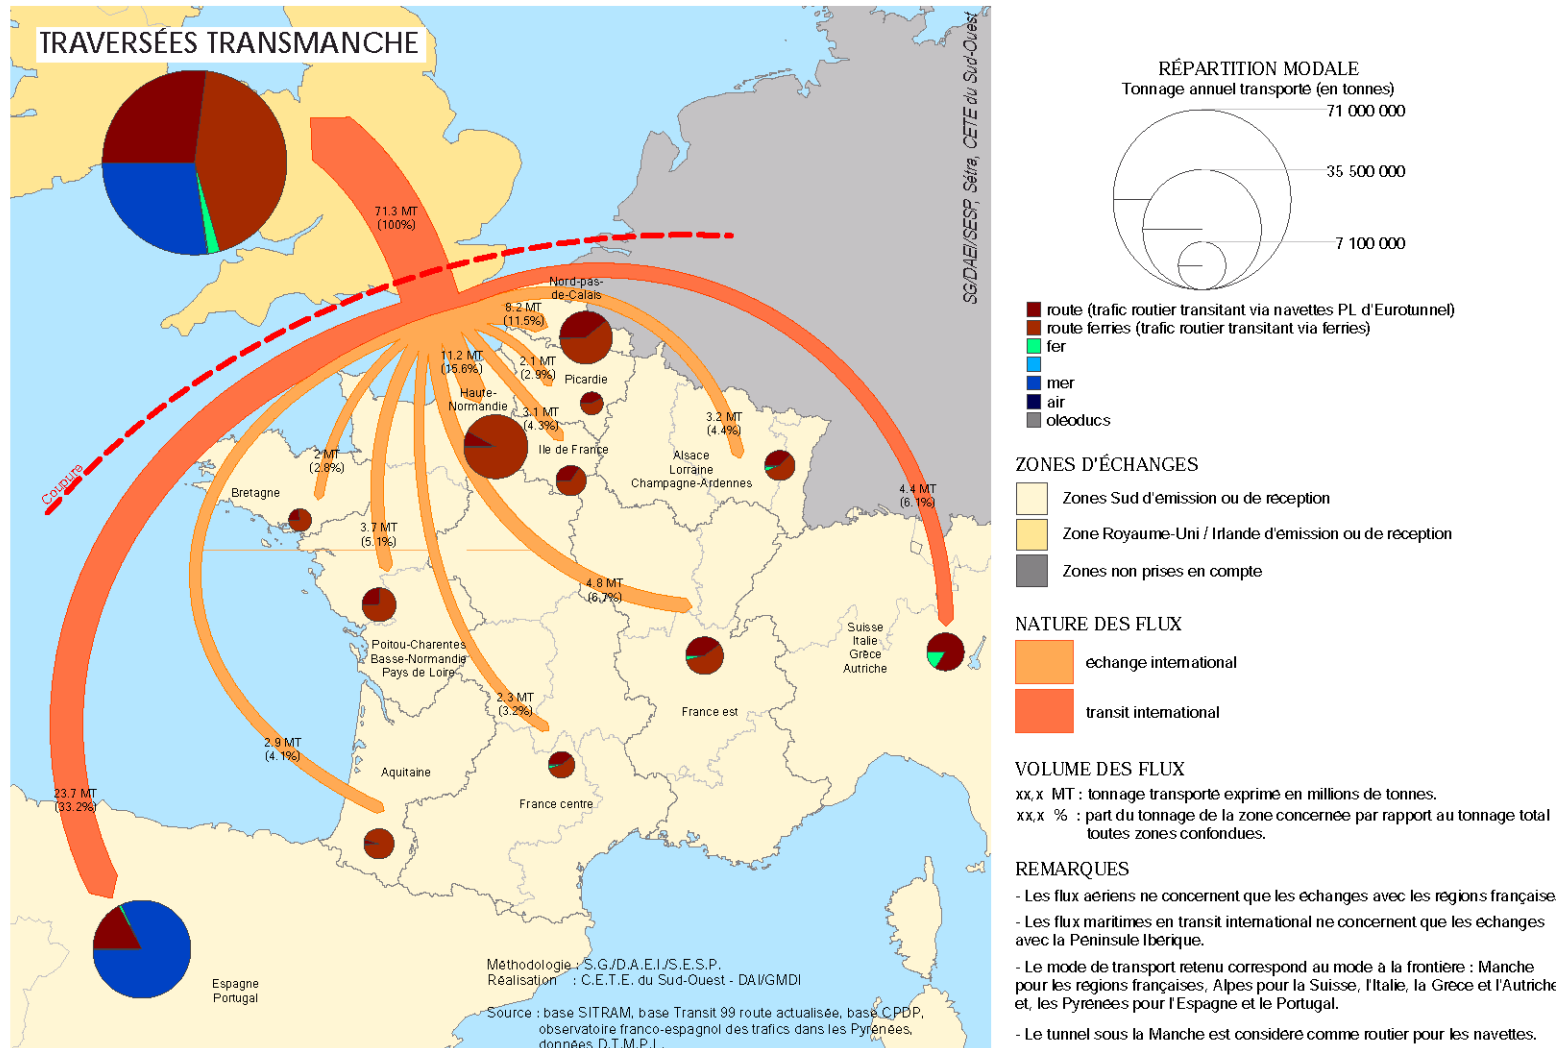 TRAVERSÉES TRANSMANCHE
SG/DAEI/SESP, Sétra, CETE du Sud-Ouest
71.3 MT
(100%)
Coupure
Nord-pas-
de-Calais
8.2 MT
(11.5%)
11.2 MT
(15.6%)
2.1 MT
(2.9%)
Picardie
Haute-
Normandie
3.1 MT
(4.3%)
Ile de France
3.2 MT
(4.4%)
Alsace
Lorraine
Champagne-Ardennes
2 MT
(2.8%)
Bretagne
4.4 MT
(6.1%)
3.7 MT
(5.1%)
4.8 MT
(6.7%)
Poitou-Charentes
Basse-Normandie
Pays de Loire
Suisse
Italie
Grèce
Autriche
2.3 MT
(3.2%)
France est
2.9 MT
(4.1%)
Aquitaine
23.7 MT
(33.2%)
France centre
Espagne
Portugal
Méthodologie : S.G./D.A.E.I./S.E.S.P.
Réalisation : C.E.T.E. du Sud-Ouest - DAI/GMDI
Source : base SITRAM, base Transit 99 route actualisée, base CPDP,
observatoire franco-espagnol des trafics dans les Pyrénées,
données D.T.M.P.L.
RÉPARTITION MODALE
Tonnage annuel transporté (en tonnes)
71 000 000
35 500 000
7 100 000
route (trafic routier transitant via navettes PL d'Eurotunnel)
route ferries (trafic routier transitant via ferries)
fer
mer
air
oléoducs
ZONES D'ÉCHANGES
Zones Sud d'émission ou de réception
Zone Royaume-Uni / Irlande d'émission ou de réception
Zones non prises en compte
NATURE DES FLUX
échange international
transit international
VOLUME DES FLUX
xx,x MT : tonnage transporté exprimé en millions de tonnes.
xx,x % : part du tonnage de la zone concernée par rapport au tonnage total
toutes zones confondues.
REMARQUES
- Les flux aériens ne concernent que les échanges avec les régions française
- Les flux maritimes en transit international ne concernent que les échanges
avec la Péninsule Ibérique.
- Le mode de transport retenu correspond au mode à la frontière : Manche
pour les régions françaises, Alpes pour la Suisse, l'Italie, la Grèce et l'Autriche
et, les Pyrénées pour l'Espagne et le Portugal.
- Le tunnel sous la Manche est considéré comme routier pour les navettes.